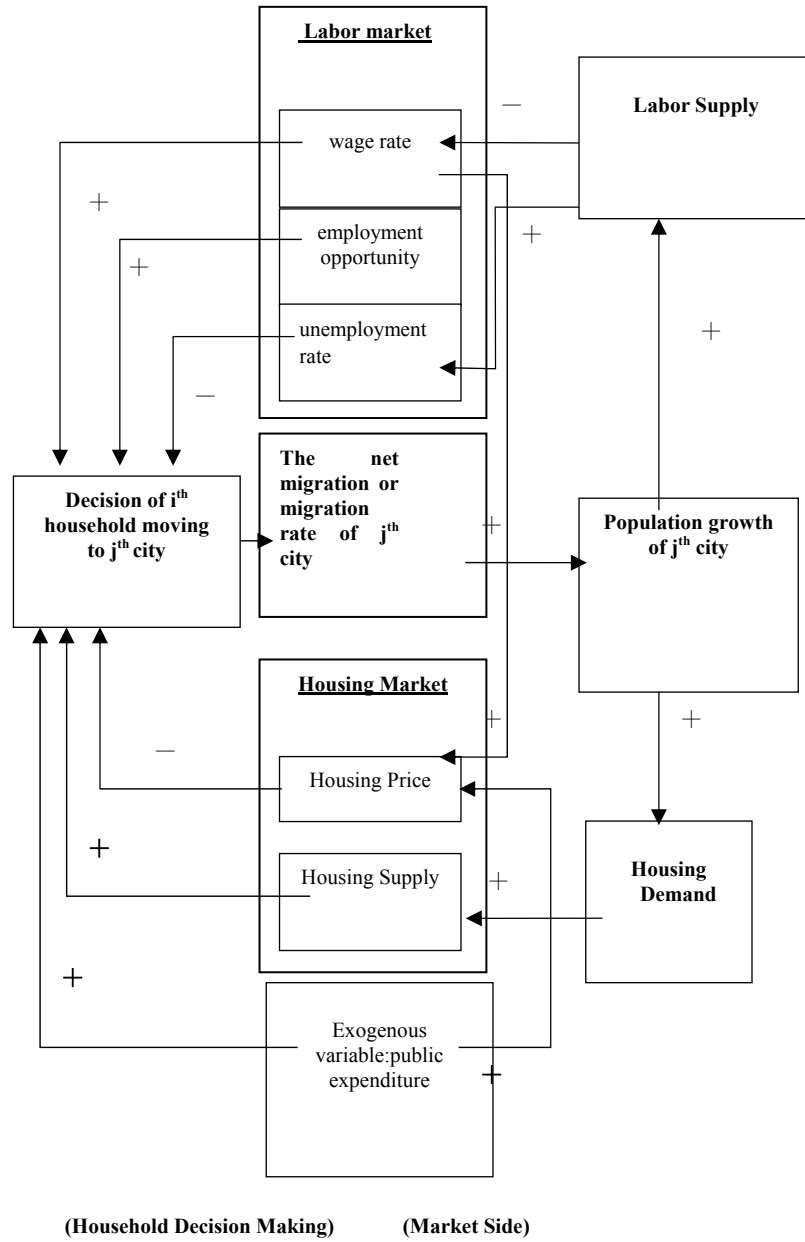 Labor market
Labor Supply
—
wage rate
+
+
employment
opportunity
+
+
unemployment
rate
—
+
Decision of ith
household moving
to jth city
The net
migration or
migration
rate of jth
city
+
Population growth
of jth city
Housing Market
+
+
—
Housing Price
+
Housing Supply
+
Housing
Demand
+
Exogenous
variable:public
expenditure
+
(Household Decision Making) (Market Side)